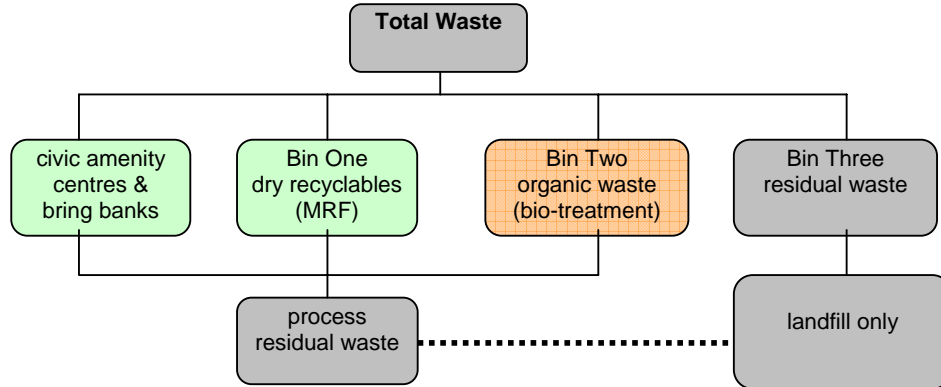 Total Waste
civic amenity
centres &
bring banks
Bin One
dry recyclables
(MRF)
Bin Two
organic waste
(bio-treatment)
Bin Three
residual waste
process
residual waste
landfill only